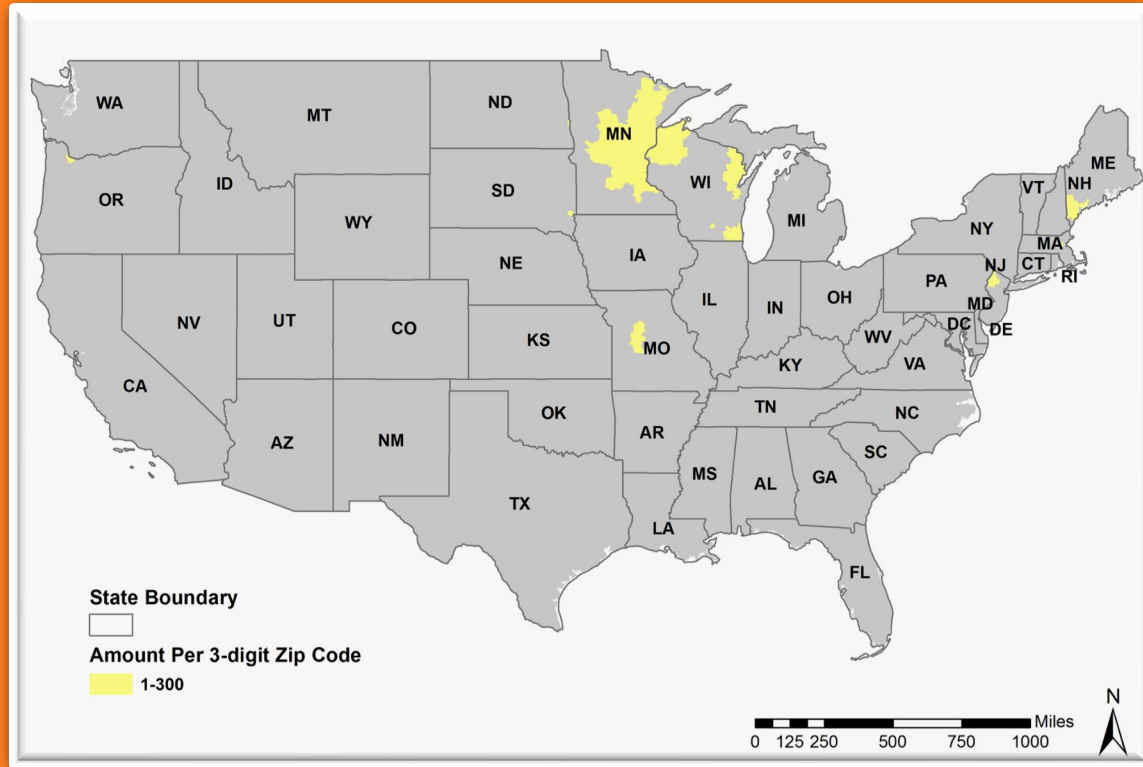 WA
MT
ND
MN
ME
OR
ID
SD
WI
MI
VT
NH
NY
MA
WY
CT
RI
NE
IA
PA
NJ
NV
UT
CO
IL
IN
OH
MD
DC
DE
KS
MO
WV
VA
CA
KY
OK
TN
NC
AZ
NM
AR
SC
MS
AL
GA
TX
LA
FL
State Boundary
Amount Per 3-digit Zip Code
1-300
N
Miles
0 125 250 500 750 1000